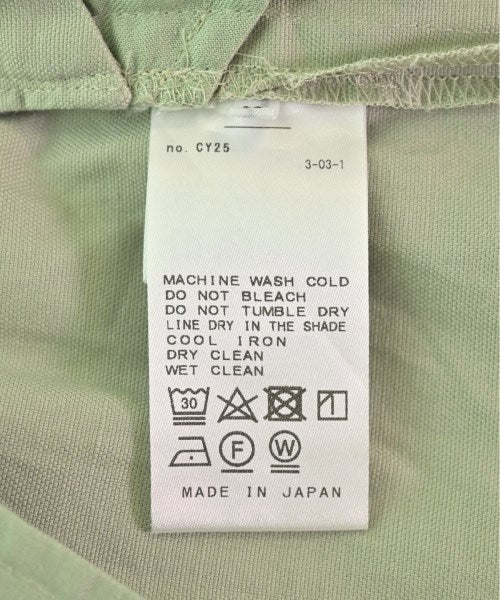 no. CY25
3-03-1
MACHINE WASH COLD
DO NOT BLEACH
DO NOT TUMBLE DRY
LINE DRY IN THE SHADE
COOL IRON
DRY CLEAN
WET CLEAN
30
F W
MADE IN JAPAN